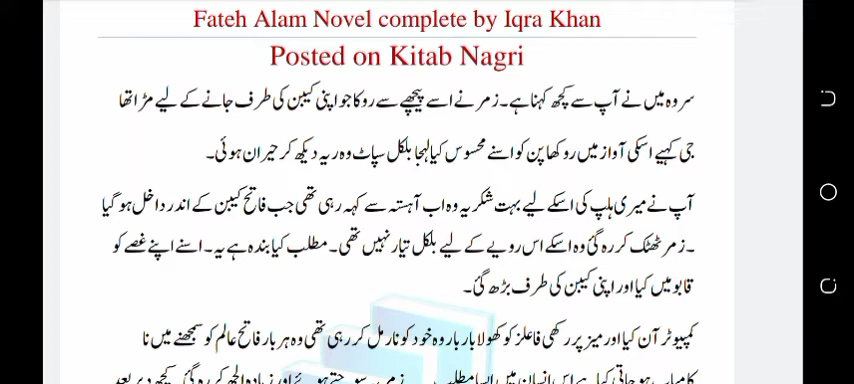 Fateh Alam Novel complete by Iqra Khan
Posted on Kitab Nagri
سر وہ میں نے آپ سے کچھ کہنا ہے۔ زمر نے اسے پیچھے سے روکا جو اپنی کیبن کی طرف جانے کے لیے مڑا تھا
جی کہیے اسکی آواز میں روکھا پن کو اسنے محسوس کیا لہجا بلکل سپاٹ وہ ریہ دیکھ کر حیران ہوئی۔
آپ نے میری ہلپ کی اسکے لیے بہت شکریہ وہ اب آہستہ سے کہہ رہی تھی جب فاتح کیبن کے اندر داخل ہو گیا
۔ زمر ٹھٹک کر رہ گئی وہ اسکے اس رویے کے لیے بلکل تیار نہیں تھی۔ مطلب کیا بندہ ہے یہ۔ اسنے اپنے غصے کو
قابو میں کیا اور اپنی کیبن کی طرف بڑھ گئی۔
کمپیوٹر آن کیا اور میز پر رکھی فائلز کو کھولا بار بار وہ خود کو نارمل کر رہی تھی وہ ہر بار فاتح عالم کو سمجھنے میں نا